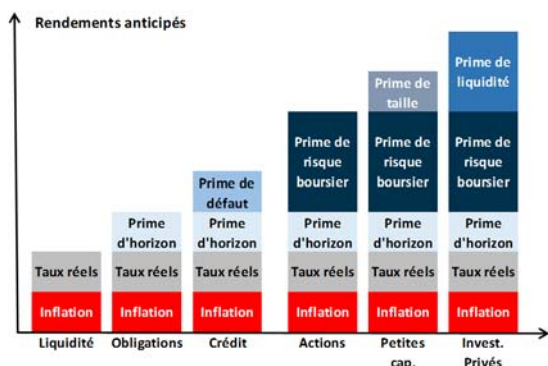 Rendements anticipés
Prime de
liquidité
Prime de
taille
Prime de
risque
boursier
Prime de
risque
boursier
Prime de
risque
boursier
Prime de
défaut
Prime
d'horizon
Prime
d'horizon
Prime
d'horizon
Prime
d'horizon
Prime
d'horizon
Taux réels
Taux réels
Taux réels
Taux réels
Taux réels
Taux réels
Inflation
Inflation
Inflation
Inflation
Inflation
Inflation
Liquidité
Obligations
Crédit
Actions
Petites
cap.
Invest.
Privés